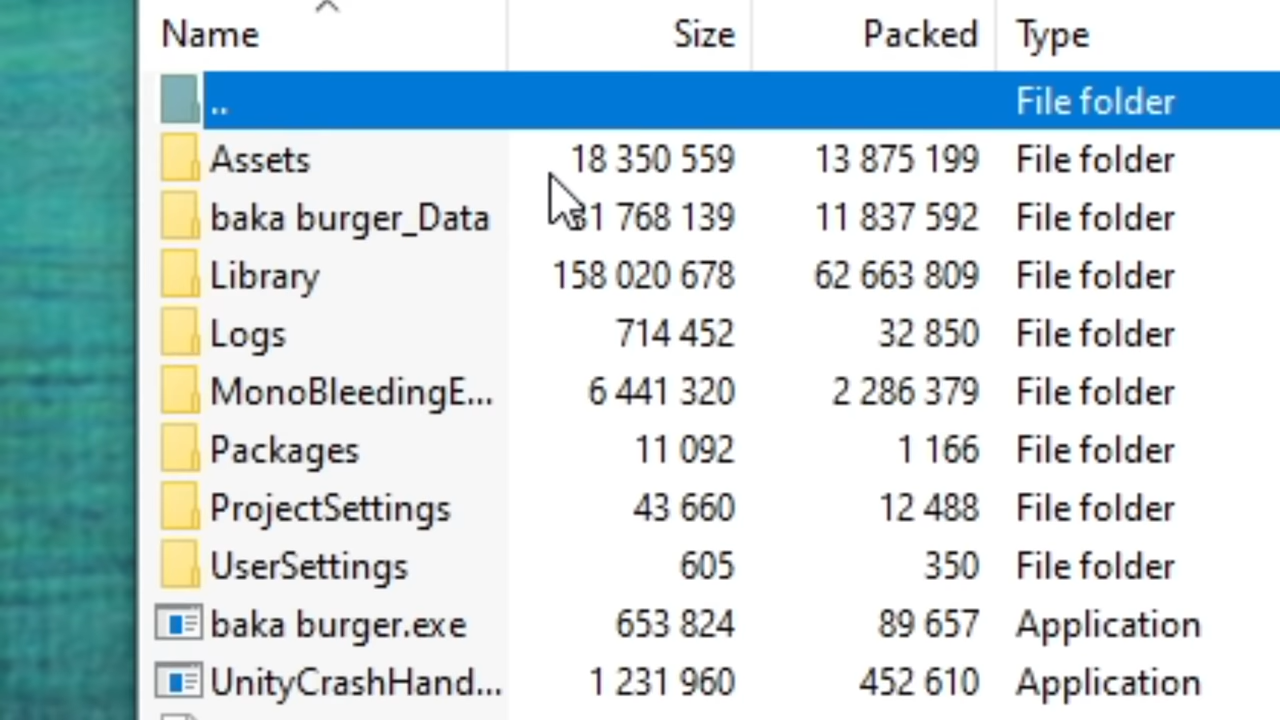 Name Size Packed Type
.. File folder
Assets 18 350 559 13 875 199 File folder
baka burger_Data 768 139 11 837 592 File folder
Library 158 020 678 62 663 809 File folder
Logs 714 452 32 850 File folder
MonoBleedingE... 6 441 320 2 286 379 File folder
Packages 11 092 1 166 File folder
ProjectSettings 43 660 12 488 File folder
UserSettings 605 350 File folder
baka burger.exe 653 824 89 657 Application
UnityCrashHand... 1 231 960 452 610 Application